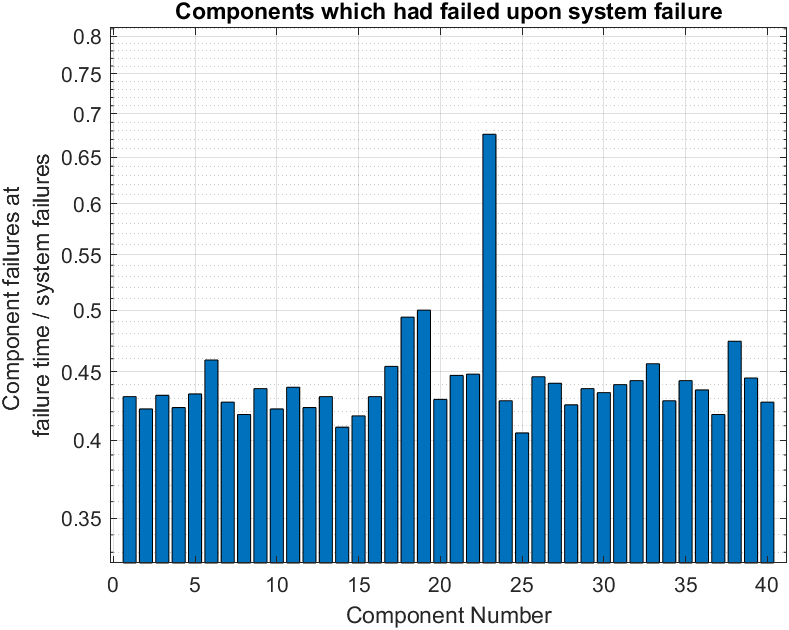 Components which had failed upon system failure
Component failures at
failure time / system failures
0.8
0.75
0.7
0.65
0.6
0.55
0.5
0.45
0.4
0.35
0 5 10 15 20 25 30 35 40
Component Number